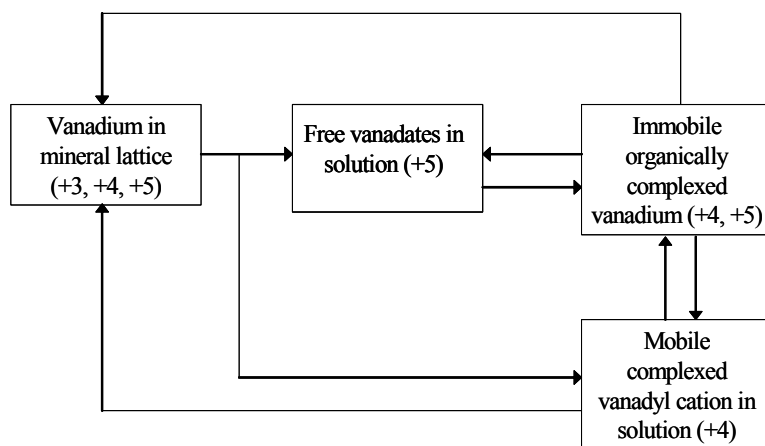 Vanadium in
mineral lattice
(+3, +4, +5)
Free vanadates in
solution (+5)
Immobile
organically
complexed
vanadium (+4, +5)
Mobile
complexed
vanadyl cation in
solution (+4)